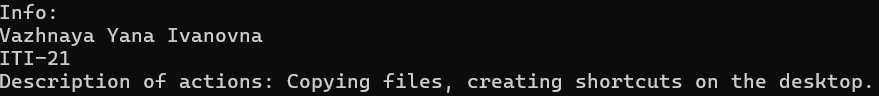 Info:
Vazhnaya Yana Ivanovna
ITI-21
Description of actions: Copying files, creating shortcuts on the desktop.